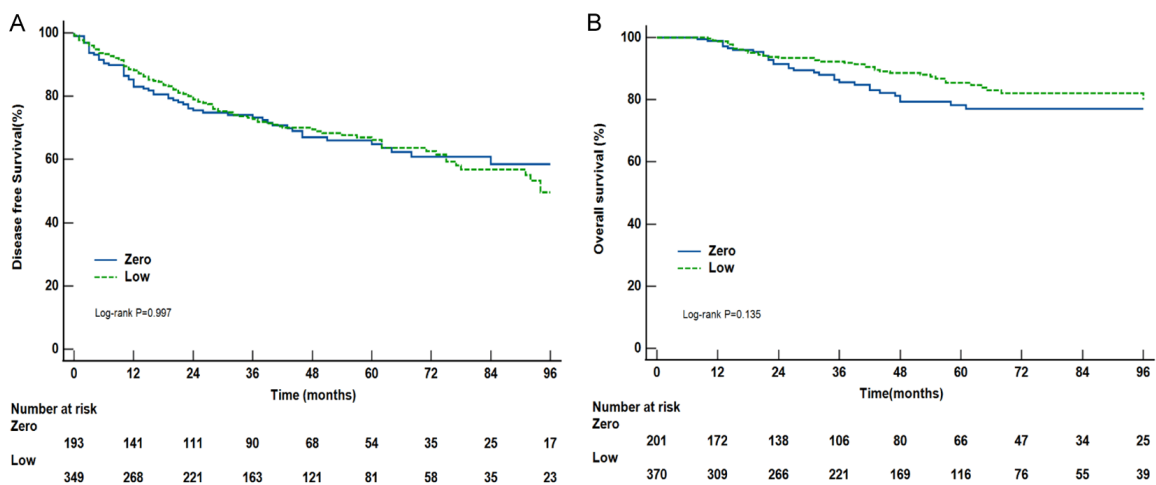 A
Disease free Survival(%)
100
80
60
40
20
0
Zero
Low
Log-rank P=0.997
0 12 24 36 48 60 72 84 96
Time (months)
Number at risk
Zero
193 141 111 90 68 54 35 25 17
Low
349 268 221 163 121 81 58 35 23
B
Overall survival (%)
100
80
60
40
20
0
Zero
Low
Log-rank P=0.135
0 12 24 36 48 60 72 84 96
Time(months)
Number at risk
Zero
201 172 138 106 80 66 47 34 25
Low
370 309 266 221 169 116 76 55 39